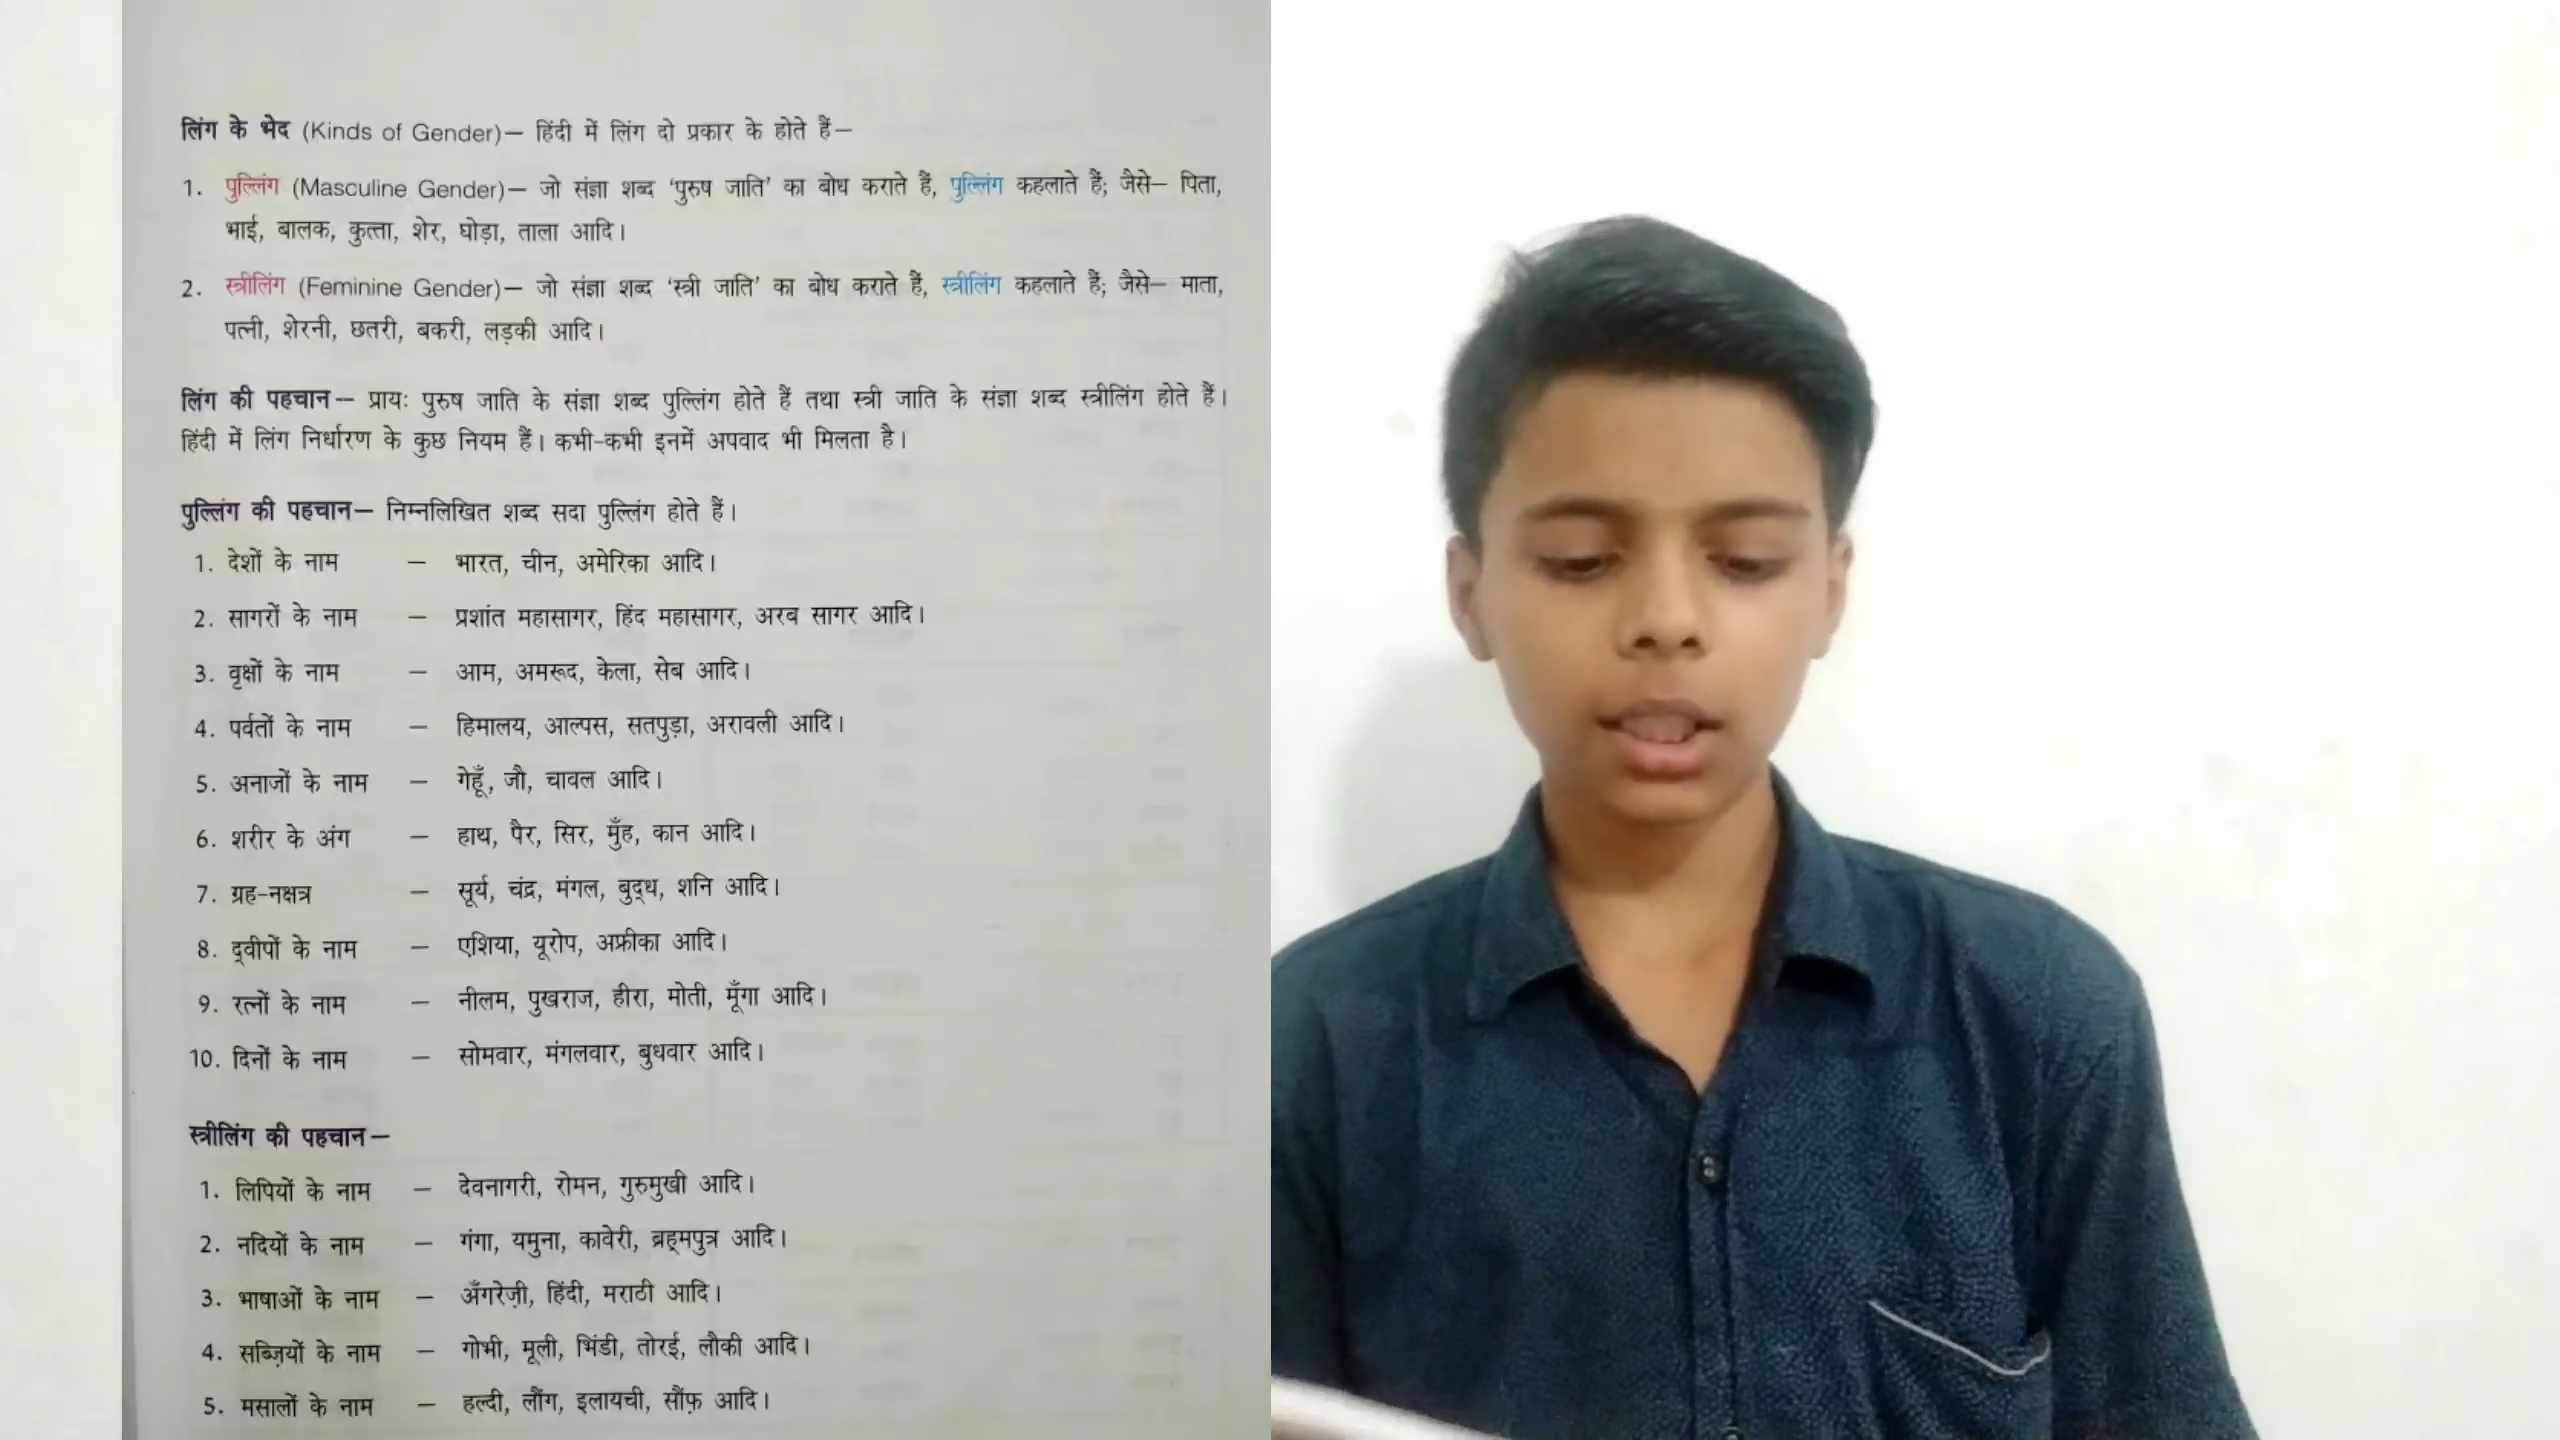 लिंग के भेद (Kinds of Gender)— हिंदी में लिंग दो प्रकार के होते हैं—
1. पुल्लिंग (Masculine Gender)— जो संज्ञा शब्द ‘पुरुष जाति’ का बोध कराते हैं, पुल्लिंग कहलाते हैं; जैसे— पिता,
भाई, बालक, कुत्ता, शेर, घोड़ा, ताला आदि।
2. स्त्रीलिंग (Feminine Gender)— जो संज्ञा शब्द ‘स्त्री जाति’ का बोध कराते हैं, स्त्रीलिंग कहलाते हैं; जैसे— माता,
पत्नी, शेरनी, छतरी, बकरी, लड़की आदि।
लिंग की पहचान— प्रायः पुरुष जाति के संज्ञा शब्द पुल्लिंग होते हैं तथा स्त्री जाति के संज्ञा शब्द स्त्रीलिंग होते हैं।
हिंदी में लिंग निर्धारण के कुछ नियम हैं। कभी-कभी इनमें अपवाद भी मिलता है।
पुल्लिंग की पहचान— निम्नलिखित शब्द सदा पुल्लिंग होते हैं।
1. देशों के नाम — भारत, चीन, अमेरिका आदि।
2. सागरों के नाम — प्रशांत महासागर, हिंद महासागर, अरब सागर आदि।
3. वृक्षों के नाम — आम, अमरूद, केला, सेब आदि।
4. पर्वतों के नाम — हिमालय, आल्पस, सतपुड़ा, अरावली आदि।
5. अनाजों के नाम — गेहूँ, जौ, चावल आदि।
6. शरीर के अंग — हाथ, पैर, सिर, मुँह, कान आदि।
7. ग्रह-नक्षत्र — सूर्य, चंद्र, मंगल, बुद्‌ध, शनि आदि।
8. द्‌वीपों के नाम — एशिया, यूरोप, अफ्रीका आदि।
9. रत्नों के नाम — नीलम, पुखराज, हीरा, मोती, मूँगा आदि।
10. दिनों के नाम — सोमवार, मंगलवार, बुधवार आदि।
स्त्रीलिंग की पहचान—
1. लिपियों के नाम — देवनागरी, रोमन, गुरुमुखी आदि।
2. नदियों के नाम — गंगा, यमुना, कावेरी, ब्रह्‌मपुत्र आदि।
3. भाषाओं के नाम — अँगरेज़ी, हिंदी, मराठी आदि।
4. सब्ज़ियों के नाम — गोभी, मूली, भिंडी, तोरई, लौकी आदि।
5. मसालों के नाम — हल्दी, लौंग, इलायची, सौंफ़ आदि।